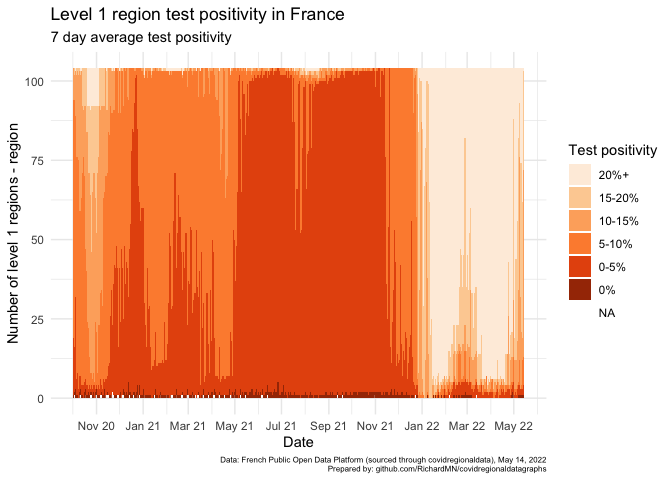 Level 1 region test positivity in France
7 day average test positivity
Number of level 1 regions - region
100
75
50
25
0
Nov 20 Jan 21 Mar 21 May 21 Jul 21 Sep 21 Nov 21 Jan 22 Mar 22 May 22
Date
Test positivity
20%+
15-20%
10-15%
5-10%
0-5%
0%
NA
Data: French Public Open Data Platform (sourced through covidregionaldata), May 14, 2022
Prepared by: github.com/RichardMN/covidregionaldatagraphs